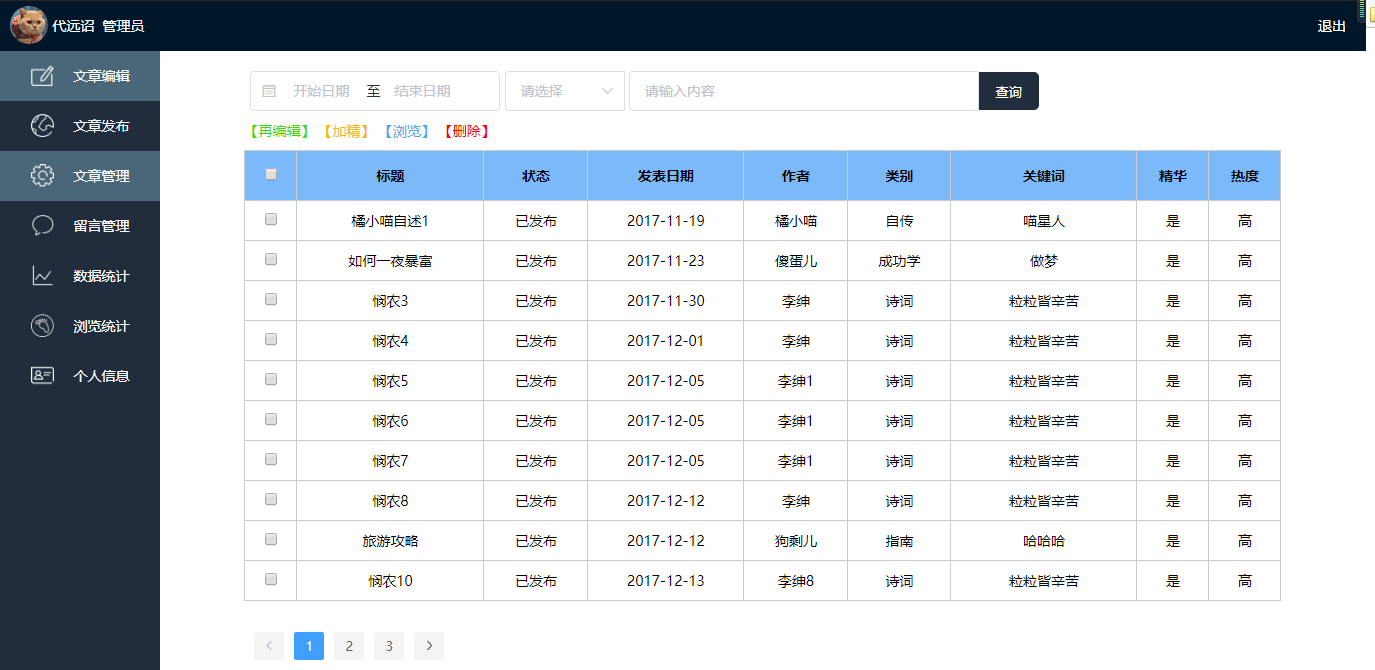 代远诏 管理员
退出
文章编辑
文章发布
文章管理
留言管理
数据统计
浏览统计
个人信息
开始日期 至 结束日期 请选择 请输入内容 查询
【再编辑】 【加精】 【浏览】 【删除】
标题 状态 发表日期 作者 类别 关键词 精华 热度
橘小喵自述1 已发布 2017-11-19 橘小喵 自传 喵星人 是 高
如何一夜暴富 已发布 2017-11-23 傻蛋儿 成功学 做梦 是 高
悯农3 已发布 2017-11-30 李绅 诗词 粒粒皆辛苦 是 高
悯农4 已发布 2017-12-01 李绅 诗词 粒粒皆辛苦 是 高
悯农5 已发布 2017-12-05 李绅1 诗词 粒粒皆辛苦 是 高
悯农6 已发布 2017-12-05 李绅1 诗词 粒粒皆辛苦 是 高
悯农7 已发布 2017-12-05 李绅1 诗词 粒粒皆辛苦 是 高
悯农8 已发布 2017-12-12 李绅 诗词 粒粒皆辛苦 是 高
旅游攻略 已发布 2017-12-12 狗剩儿 指南 哈哈哈 是 高
悯农10 已发布 2017-12-13 李绅8 诗词 粒粒皆辛苦 是 高
1 2 3